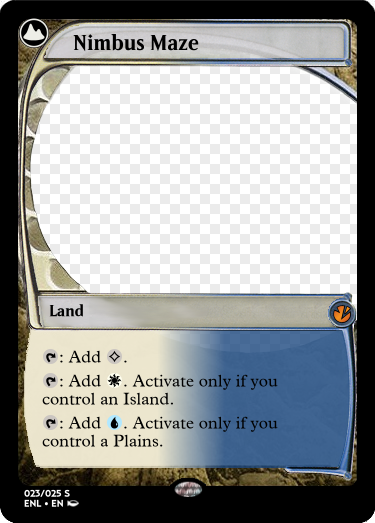 Nimbus Maze
Land
: Add .
: Add . Activate only if you
control an Island.
: Add . Activate only if you
control a Plains.
023/025 S
ENL • EN